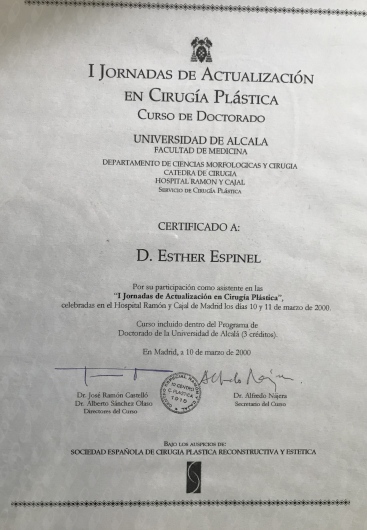 I JORNADAS DE ACTUALIZACIÓN
EN CIRUGÍA PLÁSTICA
CURSO DE DOCTORADO
UNIVERSIDAD DE ALCALA
FACULTAD DE MEDICINA
DEPARTAMENTO DE CIENCIAS MORFOLOGICAS Y CIRUGIA
CATEDRA DE CIRUGIA
HOSPITAL RAMON Y CAJAL
SERVICIO DE CIRUGÍA PLÁSTICA
CERTIFICADO A:
D. ESTHER ESPINEL
Por su participación como asistente en las
"I Jornadas de Actualización en Cirugía Plástica",
celebradas en el Hospital Ramón y Cajal de Madrid los días 10 y 11 de marzo de 2000.
Curso incluido dentro del Programa de
Doctorado de la Universidad de Alcalá (3 créditos).
En Madrid, a 10 de marzo de 2000
Alfredo Nájera
Dr. José Ramón Castelló
Dr. Alberto Sánchez Olaso
Directores del Curso
C. PLASTICA
1915
Dr. Alfredo Nájera
Secretario del Curso
BAJO LOS AUSPICIOS DE:
SOCIEDAD ESPAÑOLA DE CIRUGIA PLASTICA RECONSTRUCTIVA Y ESTETICA